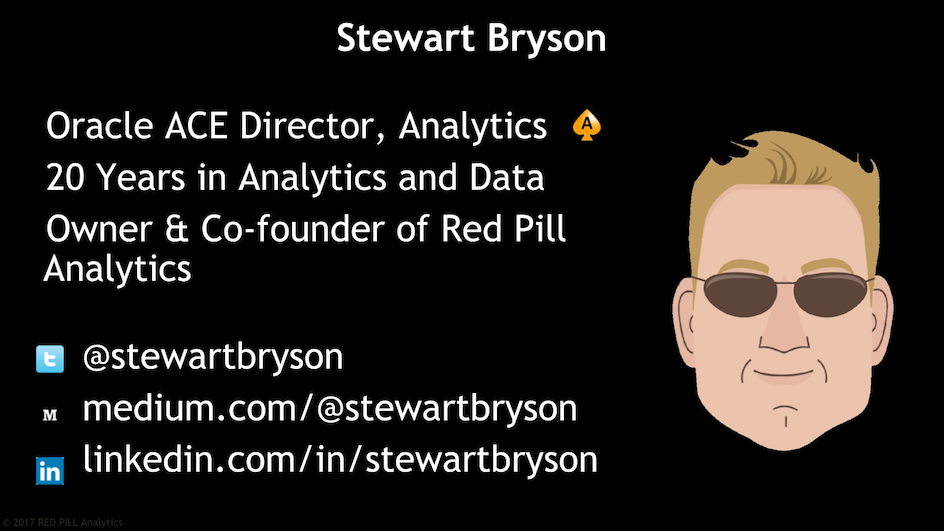 Stewart Bryson
Oracle ACE Director, Analytics A
20 Years in Analytics and Data
Owner & Co-founder of Red Pill
Analytics
t @stewartbryson
M medium.com/@stewartbryson
in linkedin.com/in/stewartbryson
© 2017 RED PILL Analytics